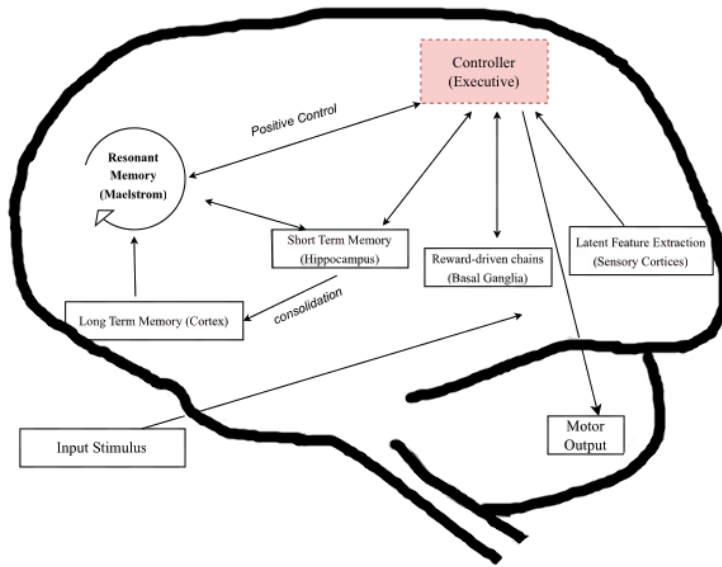 Controller
(Executive)
Positive Control
Resonant
Memory
(Maelstrom)
Short Term Memory
(Hippocampus)
Reward-driven chains
(Basal Ganglia)
Latent Feature Extraction
(Sensory Cortices)
consolidation
Long Term Memory (Cortex)
Input Stimulus
Motor
Output